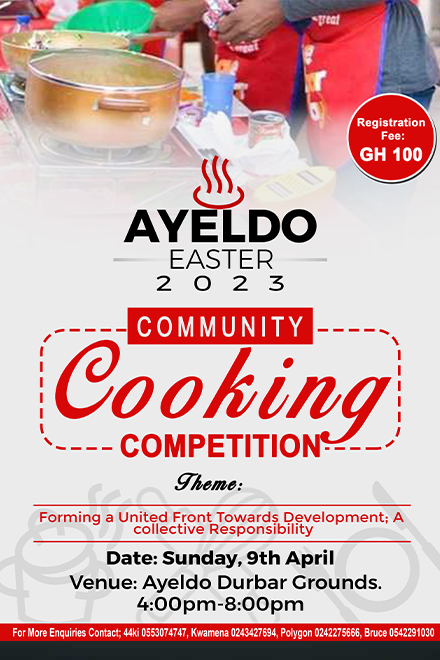 Registration
Fee:
GH 100
AYELDO
EASTER
2023
COMMUNITY
Cooking
COMPETITION
Theme:
Forming a United Front Towards Development; A
collective Responsibility
Date: Sunday, 9th April
Venue: Ayeldo Durbar Grounds.
4:00pm-8:00pm
For More Enquiries Contact; 44ki 0553074747, Kwamena 0243427694, Polygon 0242275666, Bruce 0542291030